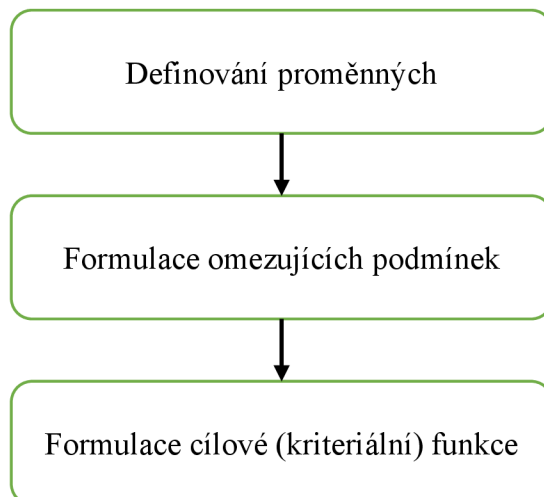 Definování proměnných
Formulace omezujících podmínek
Formulace cílové (kriteriální) funkce